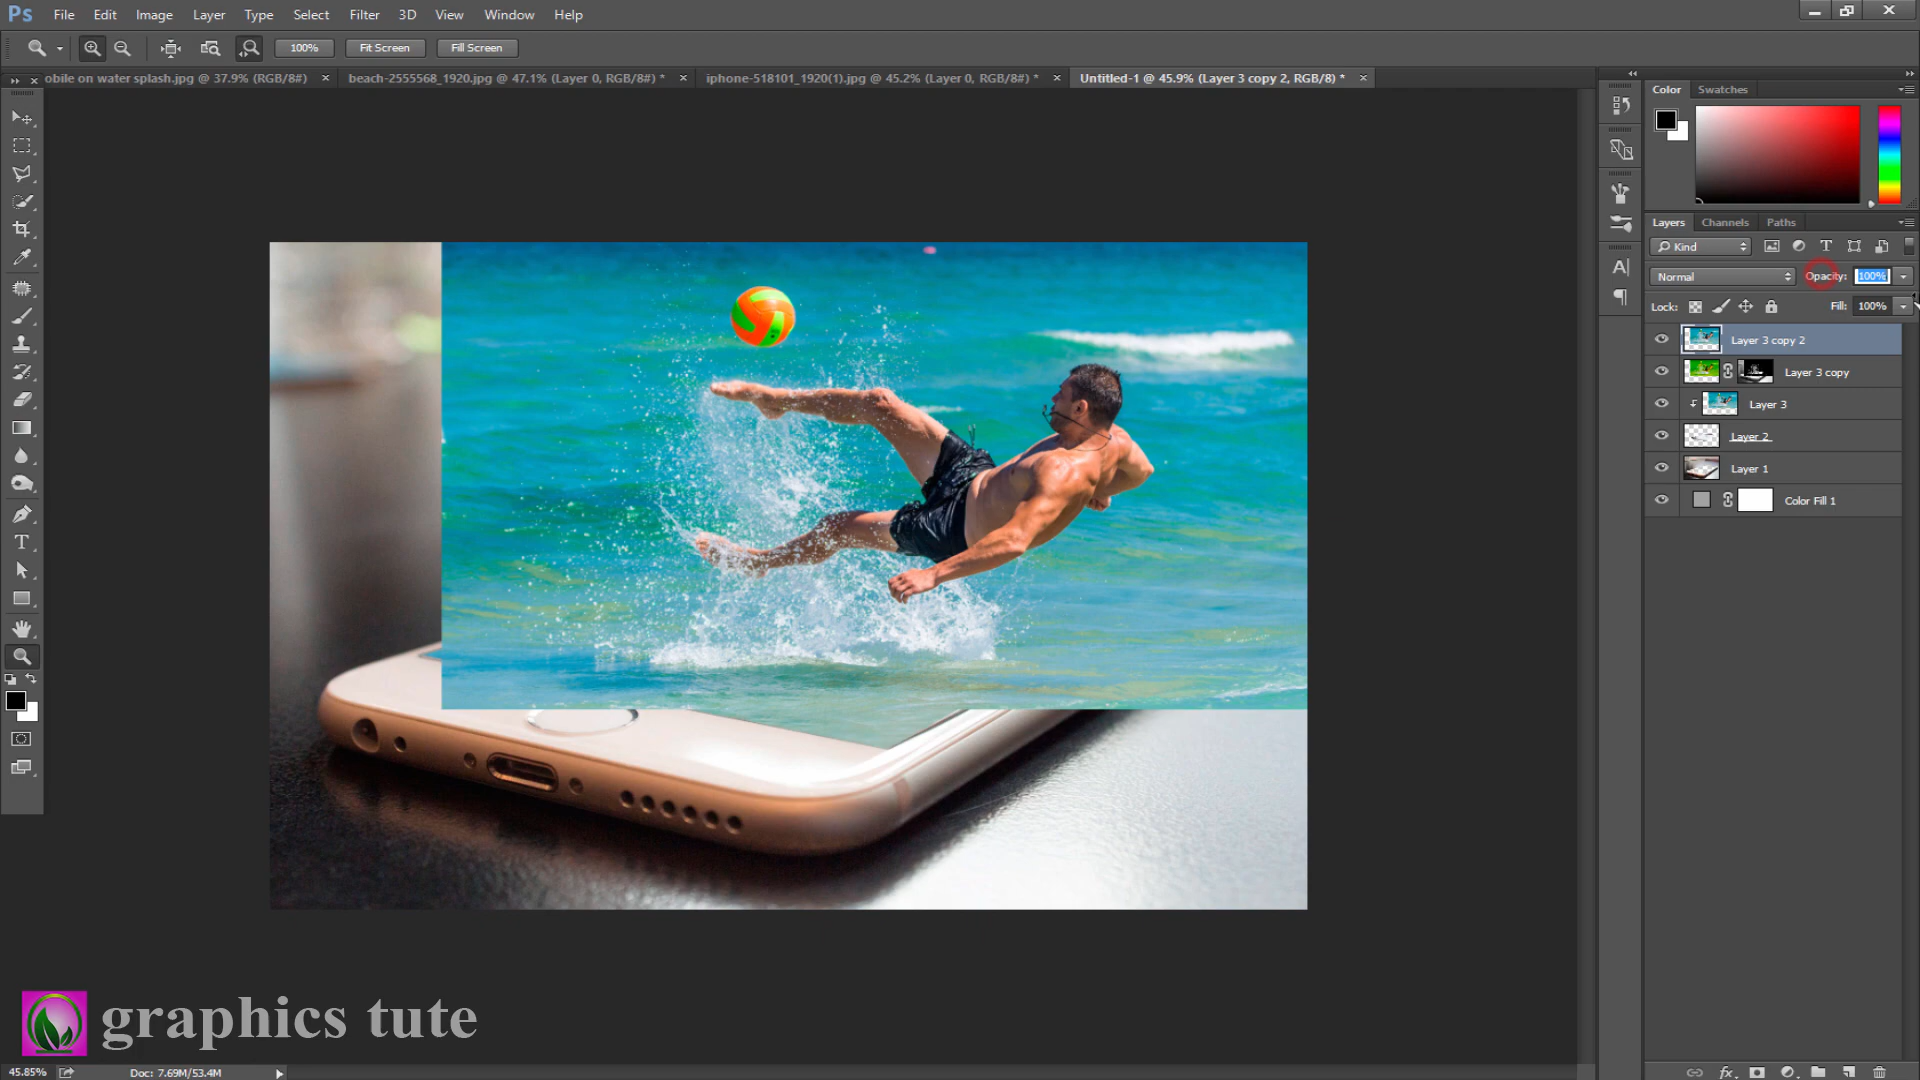 Ps File Edit Image Layer Type Select Filter 3D View Window Help
100% Fit Screen Fill Screen
obile on water splash.jpg @ 37.9% (RGB/8#) × beach-2555568_1920.jpg @ 47.1% (Layer 0, RGB/8#) * × iphone-518101_1920(1).jpg @ 45.2% (Layer 0, RGB/8#) * × Untitled-1 @ 45.9% (Layer 3 copy 2, RGB/8) * ×
Color Swatches
Layers Channels Paths
Kind
Normal Opacity: 100%
Lock: Fill: 100%
Layer 3 copy 2
Layer 3 copy
Layer 3
Layer 2
Layer 1
Color Fill 1
graphics tute
45.85% Doc: 7.69M/53.4M